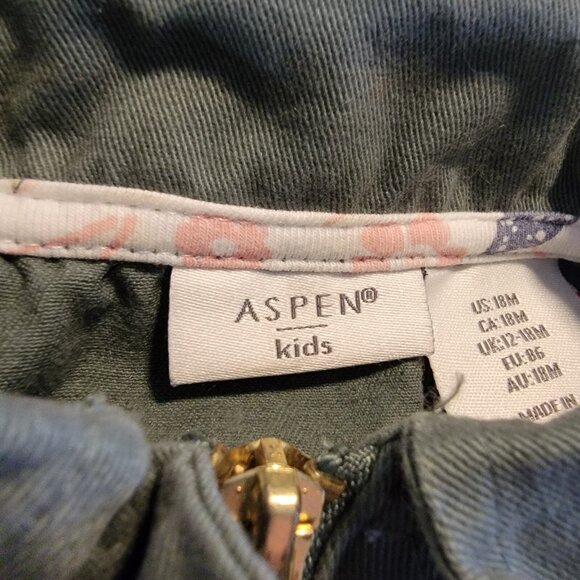 ASPEN®
kids
US:18M
CA:18M
UK:12-18M
EU:86
AU:18M
MADE IN